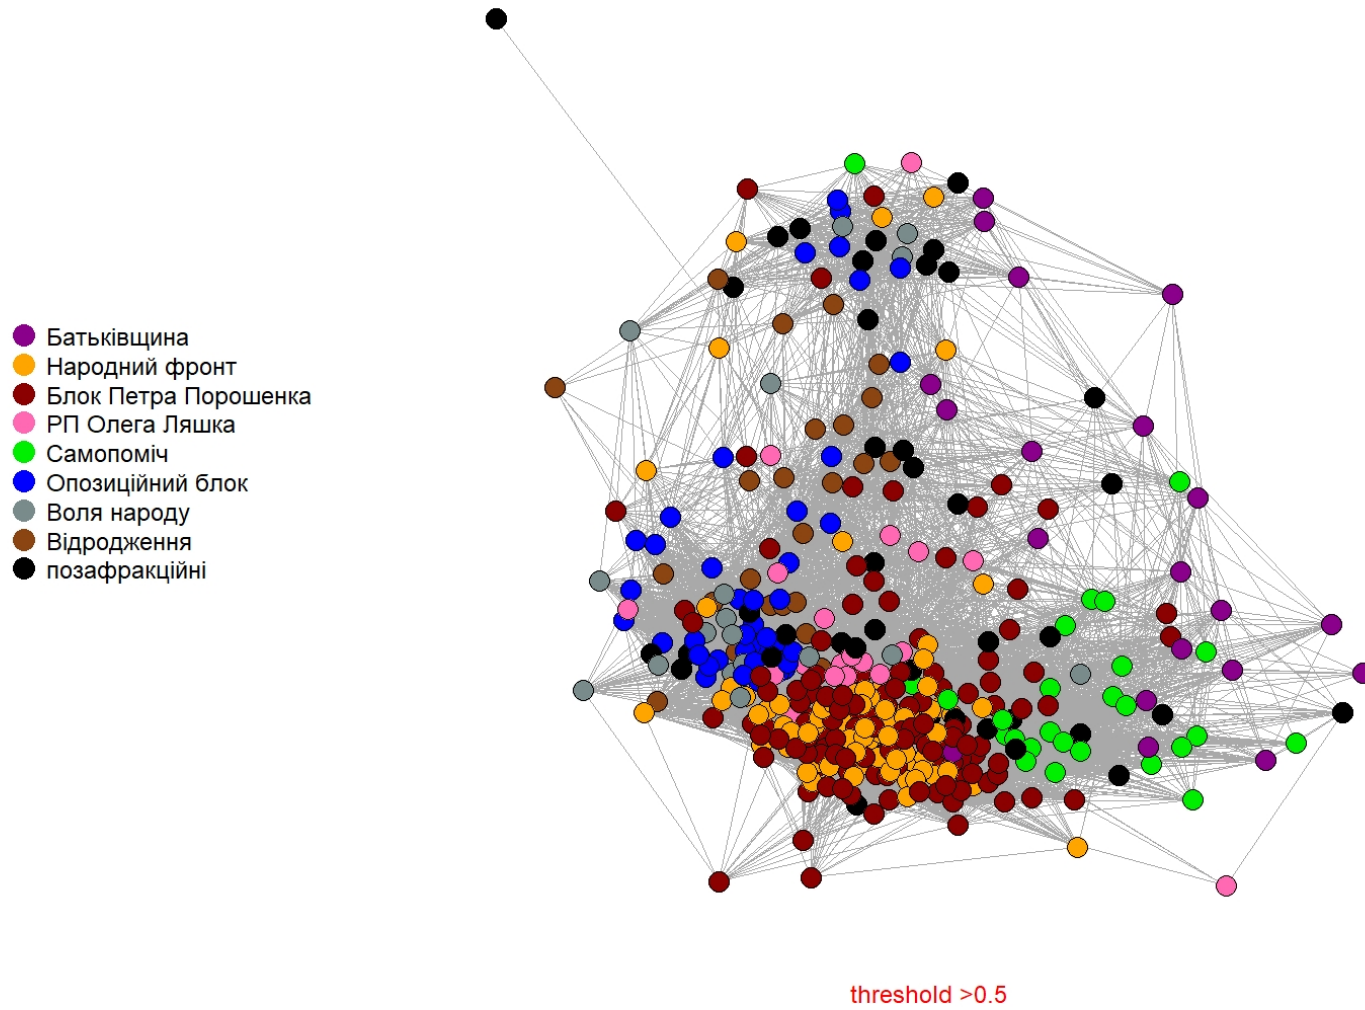 Батьківщина
Народний фронт
Блок Петра Порошенка
РП Олега Ляшка
Самопоміч
Опозиційний блок
Воля народу
Відродження
позафракційні
threshold >0.5